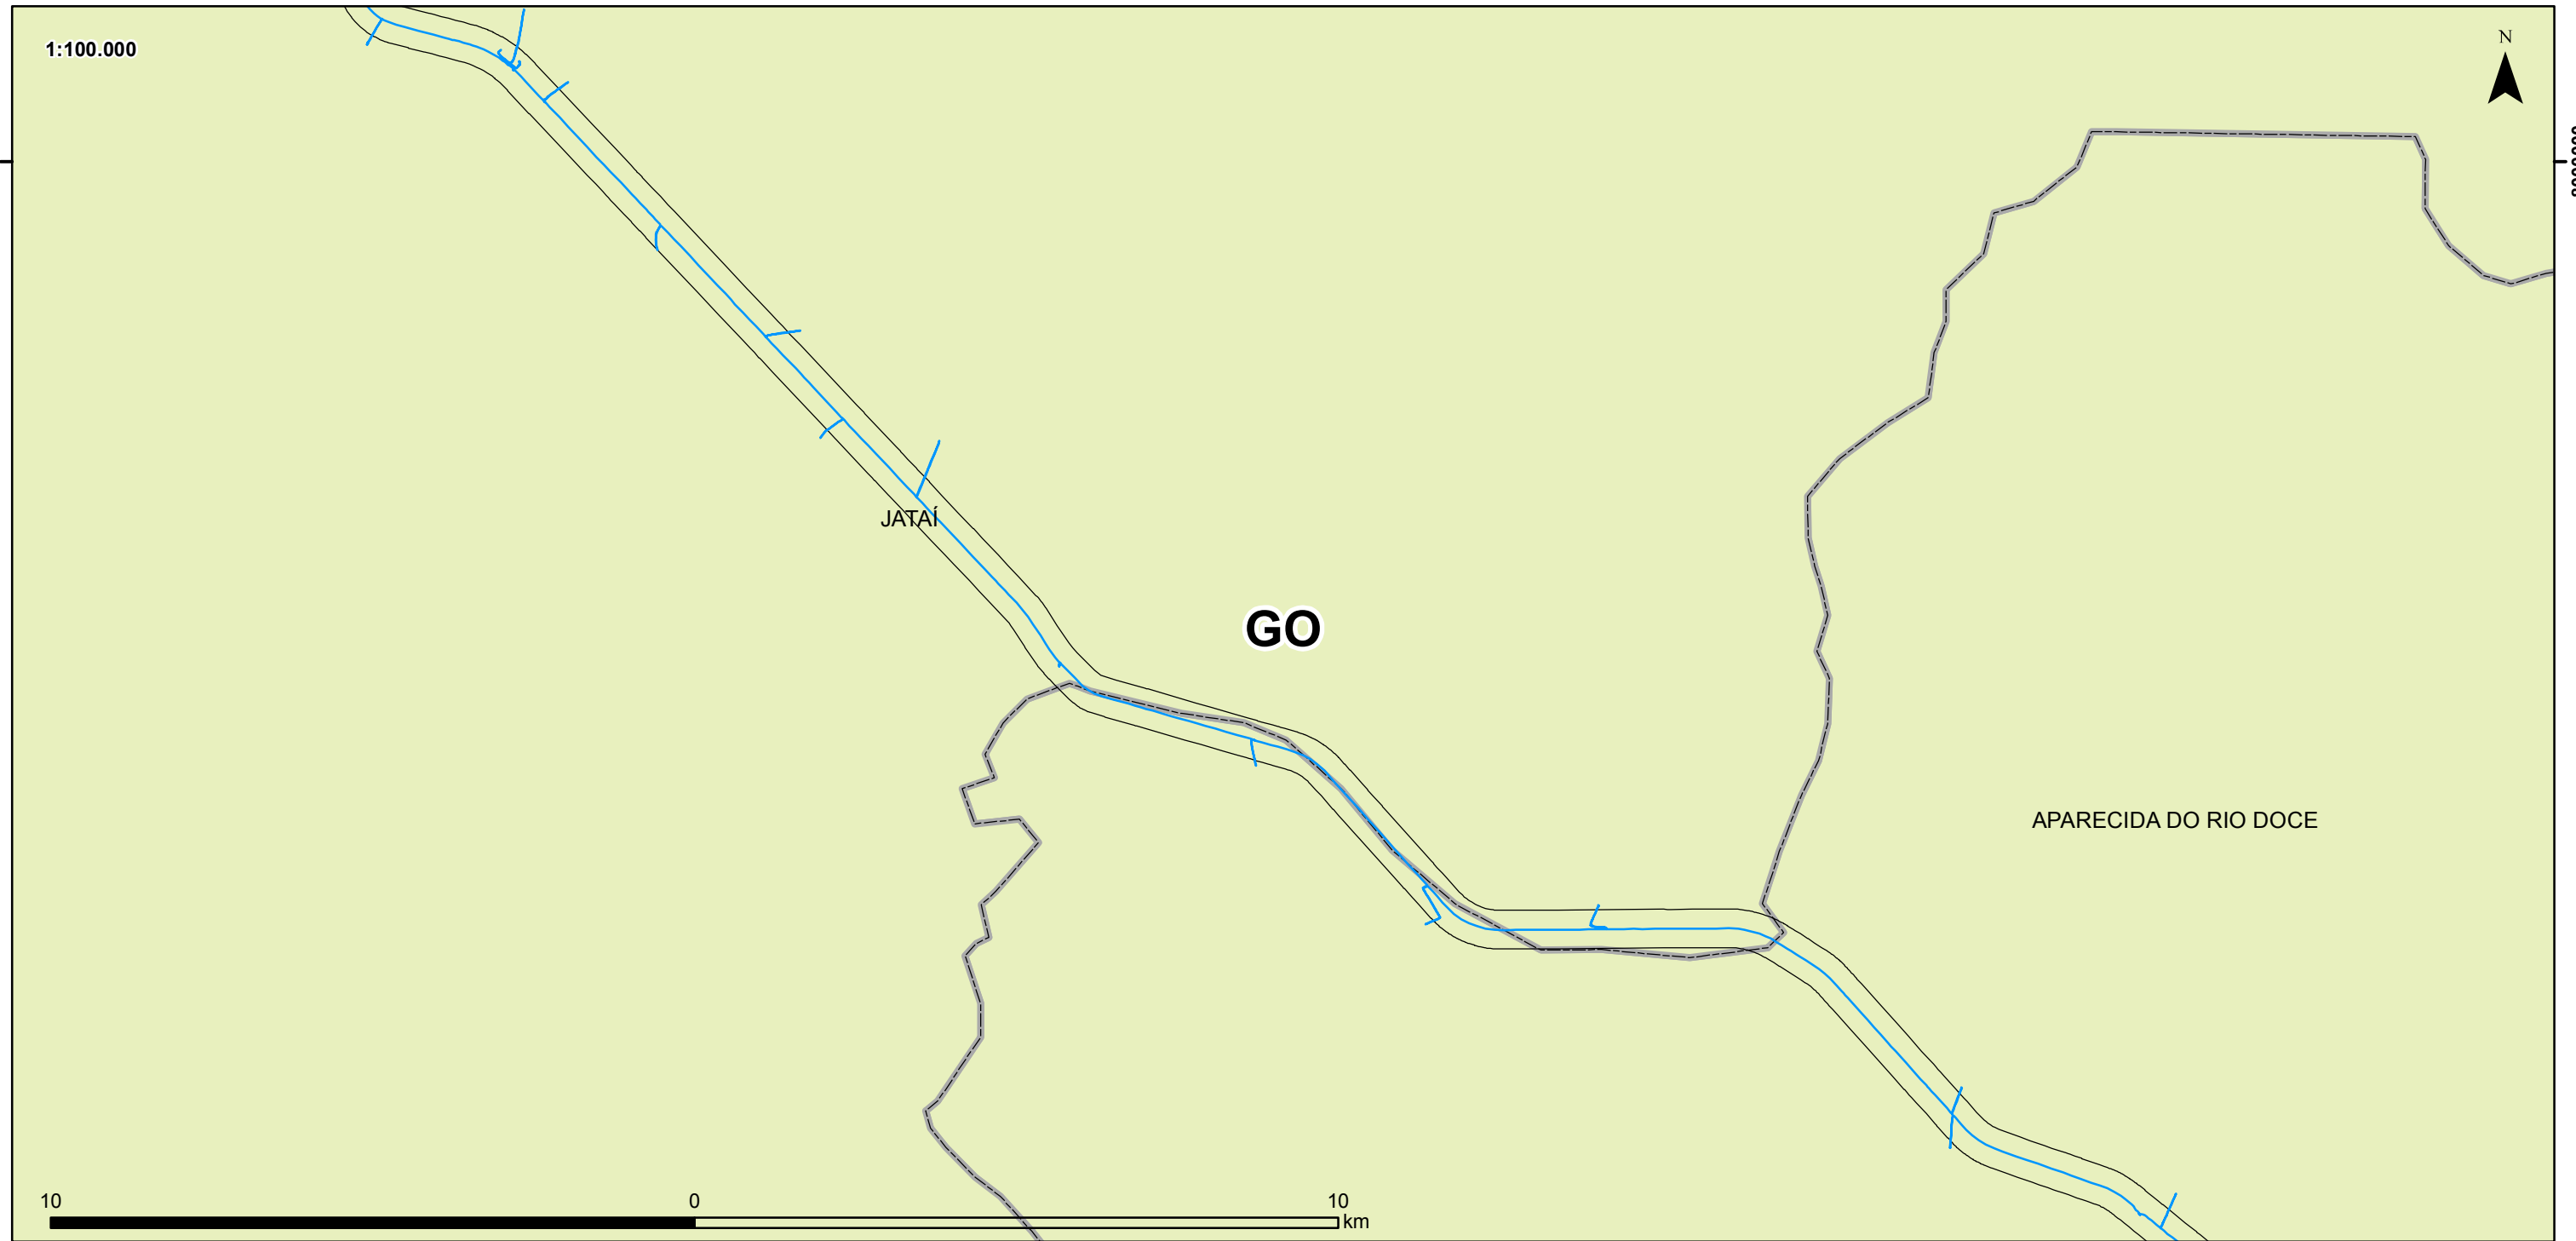 1:100.000
N
JATAÍ
GO
APARECIDA DO RIO DOCE
10 0 10
km